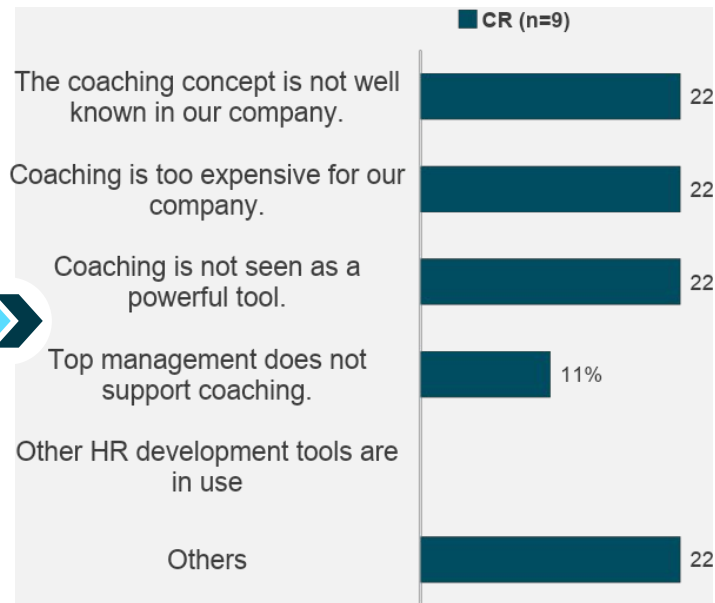 CR (n=9)
The coaching concept is not well
known in our company.
22
Coaching is too expensive for our
company.
22
Coaching is not seen as a
powerful tool.
22
Top management does not
support coaching.
11%
Other HR development tools are
in use
Others
22